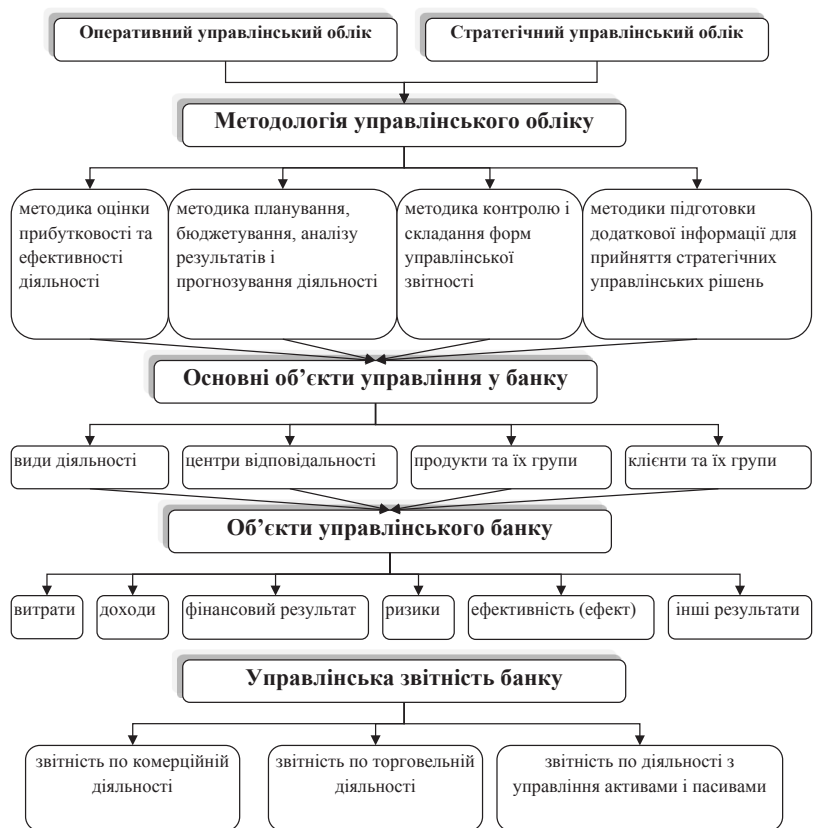 Оперативний управлінський облік
Стратегічний управлінський облік
Методологія управлінського обліку
методика оцінки
прибутковості та
ефективності
діяльності
методика планування,
бюджетування, аналізу
результатів і
прогнозування діяльності
методика контролю і
складання форм
управлінської
звітності
методики підготовки
додаткової інформації для
прийняття стратегічних
управлінських рішень
Основні об’єкти управління у банку
види діяльності
центри відповідальності
продукти та їх групи
клієнти та їх групи
Об’єкти управлінського банку
витрати
доходи
фінансовий результат
ризики
ефективність (ефект)
інші результати
Управлінська звітність банку
звітність по комерційній
діяльності
звітність по торговельній
діяльності
звітність по діяльності з
управління активами і пасивами